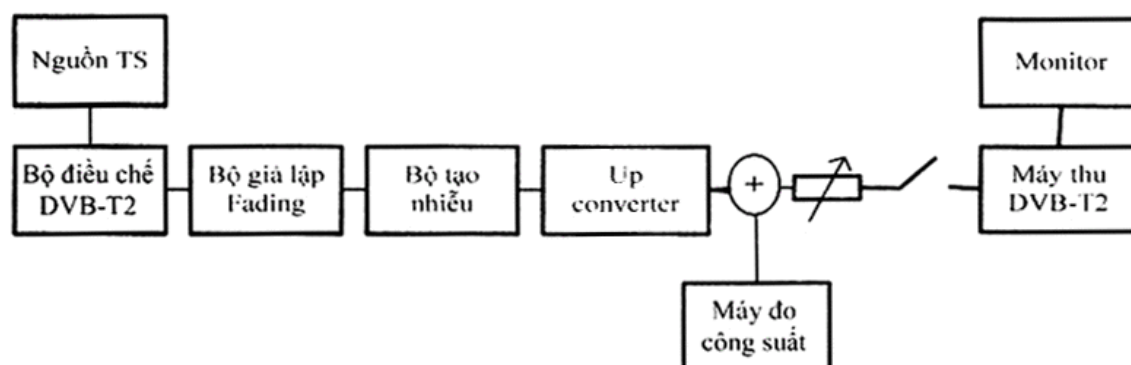 Nguồn TS
Monitor
Bộ điều chế
DVB-T2
Bộ giả lập
Fading
Bộ tạo
nhiễu
Up
converter
+
Máy thu
DVB-T2
Máy đo
công suất